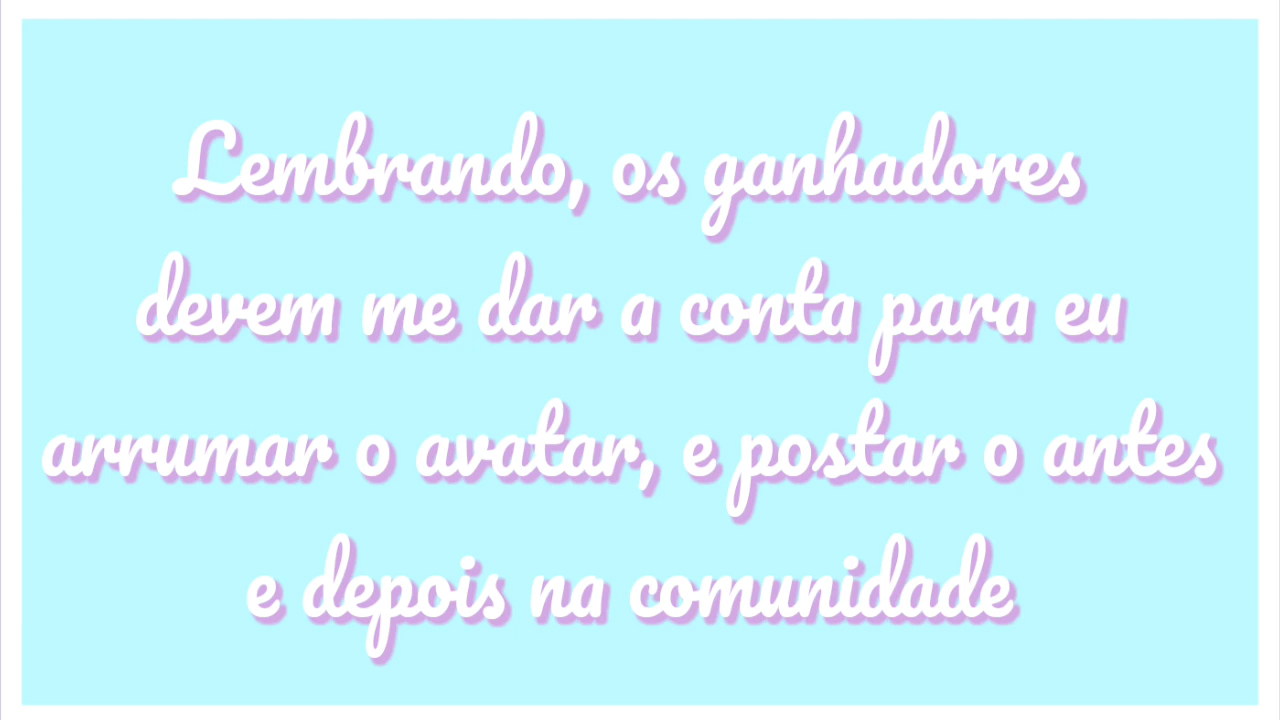 Lembrando, os ganhadores
devem me dar a conta para eu
arrumar o avatar, e postar o antes
e depois na comunidade